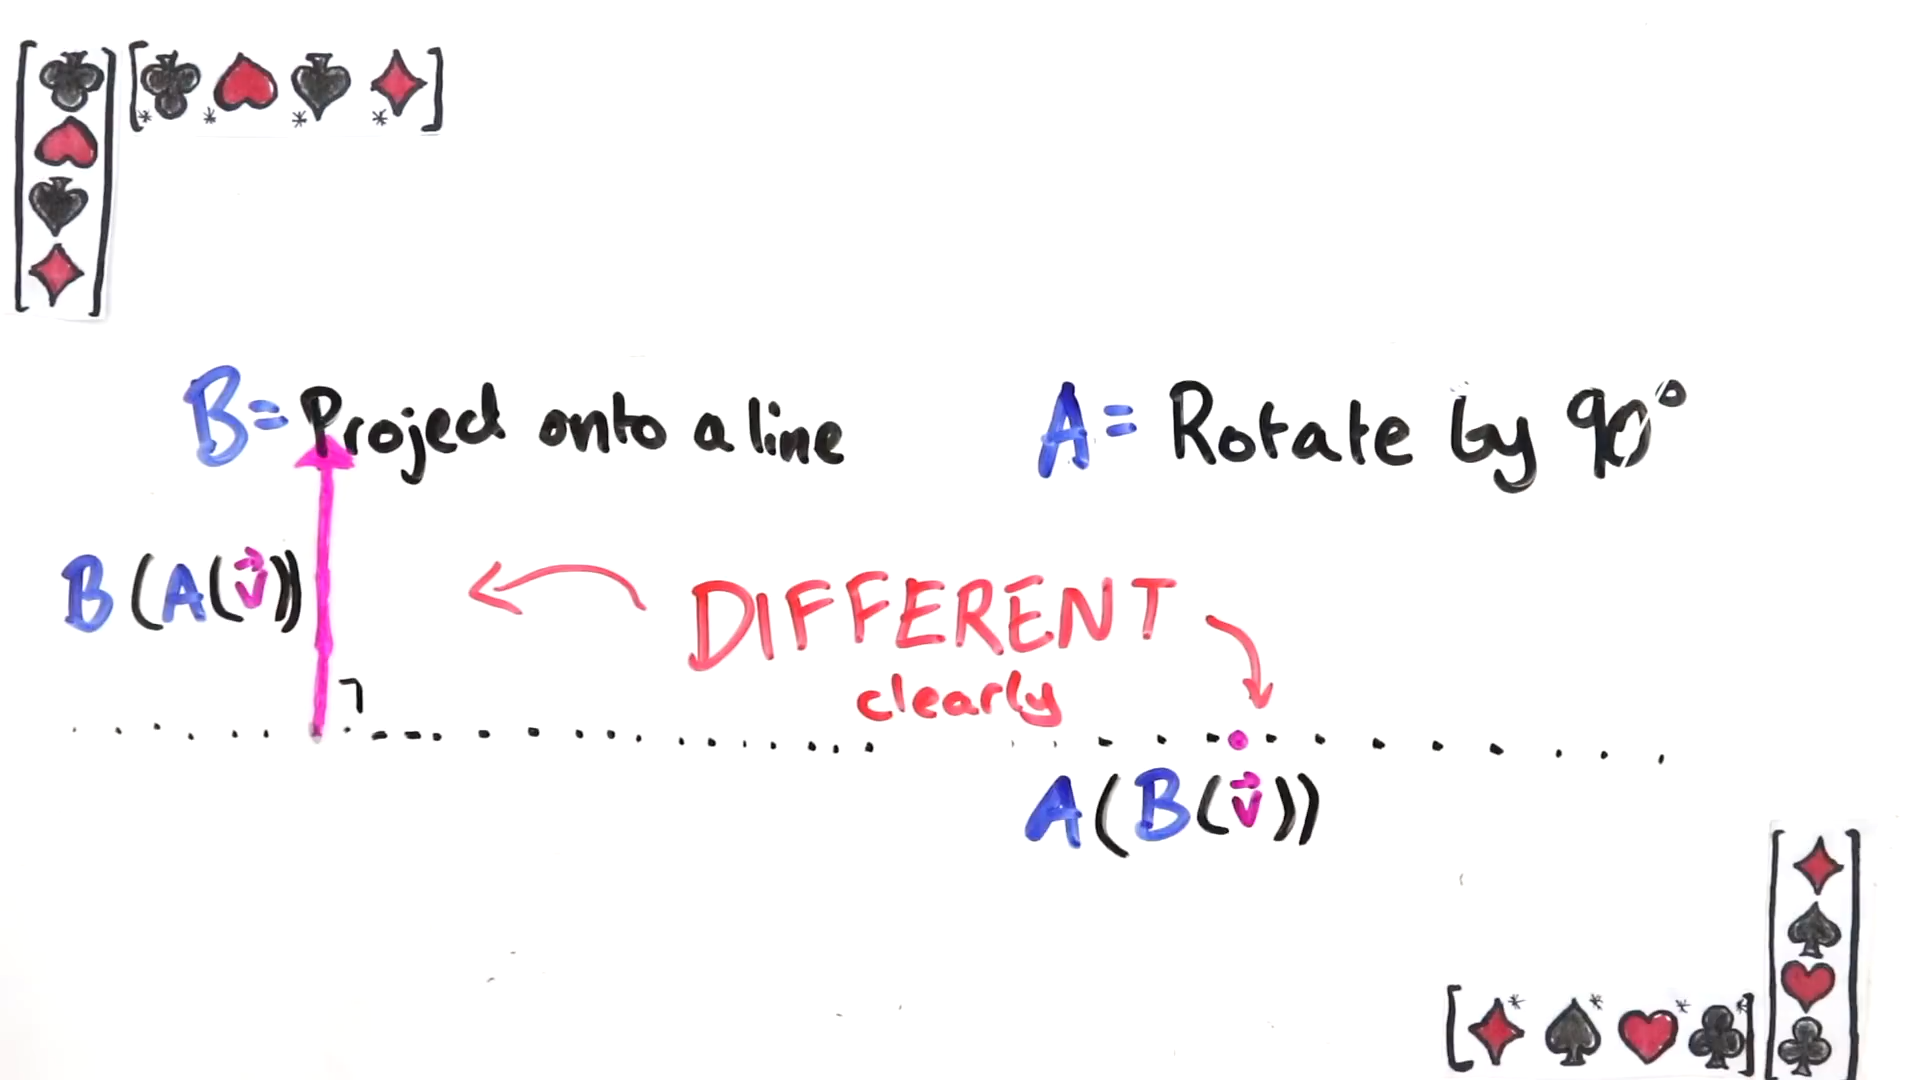 B= Project onto a line
A= Rotate by 90°
B(A(v⃗))
DIFFERENT
clearly
A(B(v⃗))